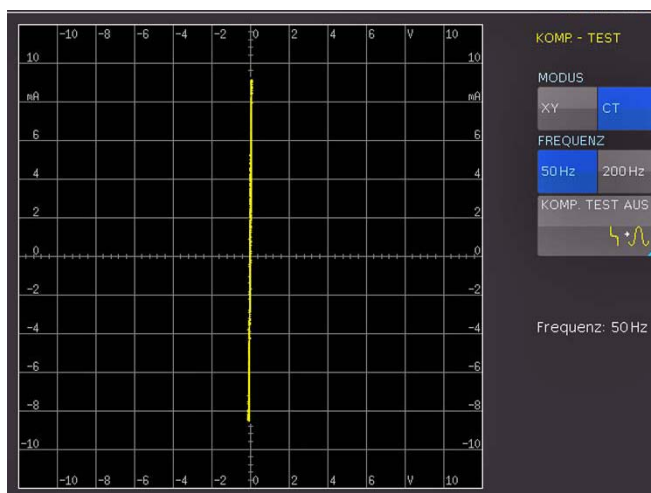 -10 -8 -6 -4 -2 0 2 4 6 V 10
KOMP. - TEST
10 10
MODUS
mA mA
XY CT
6 6
FREQUENZ
4 4
50 Hz 200 Hz
2 2
KOMP. TEST AUS
0 0
-2 -2
-4 -4
Frequenz: 50 Hz
-6 -6
-8 -8
-10 -10
-10 -8 -6 -4 -2 0 2 4 6 V 10